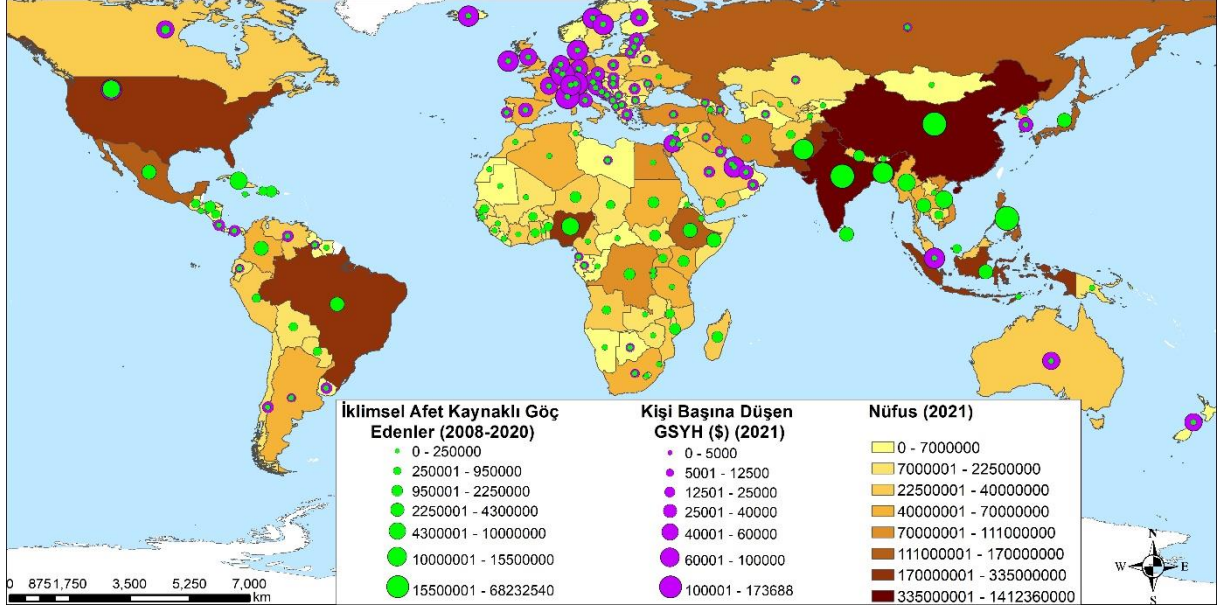 İklimsel Afet Kaynaklı Göç
Edenler (2008-2020)
0 - 250000
250001 - 950000
950001 - 2250000
2250001 - 4300000
4300001 - 10000000
10000001 - 15500000
15500001 - 68232540
Kişi Başına Düşen
GSYH ($) (2021)
0 - 5000
5001 - 12500
12501 - 25000
25001 - 40000
40001 - 60000
60001 - 100000
100001 - 173688
Nüfus (2021)
0 - 7000000
7000001 - 22500000
22500001 - 40000000
40000001 - 70000000
70000001 - 111000000
111000001 - 170000000
170000001 - 335000000
335000001 - 1412360000
0 875 1,750 3,500 5,250 7,000
km
N
W E
S